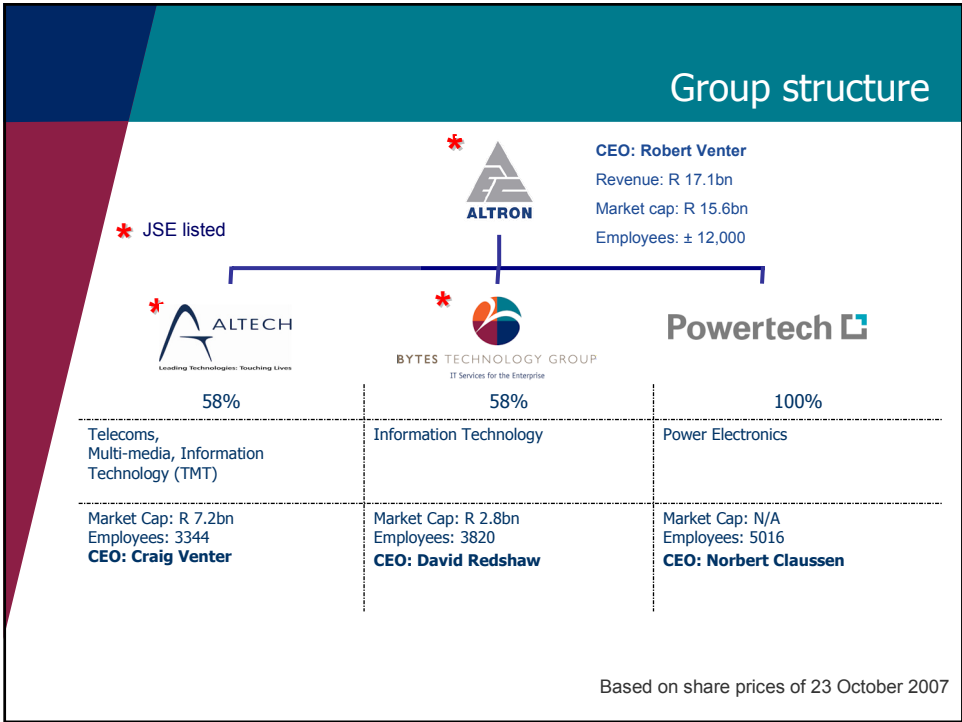 Group structure
*
ALTRON
CEO: Robert Venter
Revenue: R 17.1bn
Market cap: R 15.6bn
Employees: ± 12,000
* JSE listed
*
ALTECH
Leading Technologies: Touching Lives
*
BYTES TECHNOLOGY GROUP
IT Services for the Enterprise
Powertech
58%
58%
100%
Telecoms,
Multi-media, Information
Technology (TMT)
Information Technology
Power Electronics
Market Cap: R 7.2bn
Employees: 3344
CEO: Craig Venter
Market Cap: R 2.8bn
Employees: 3820
CEO: David Redshaw
Market Cap: N/A
Employees: 5016
CEO: Norbert Claussen
Based on share prices of 23 October 2007